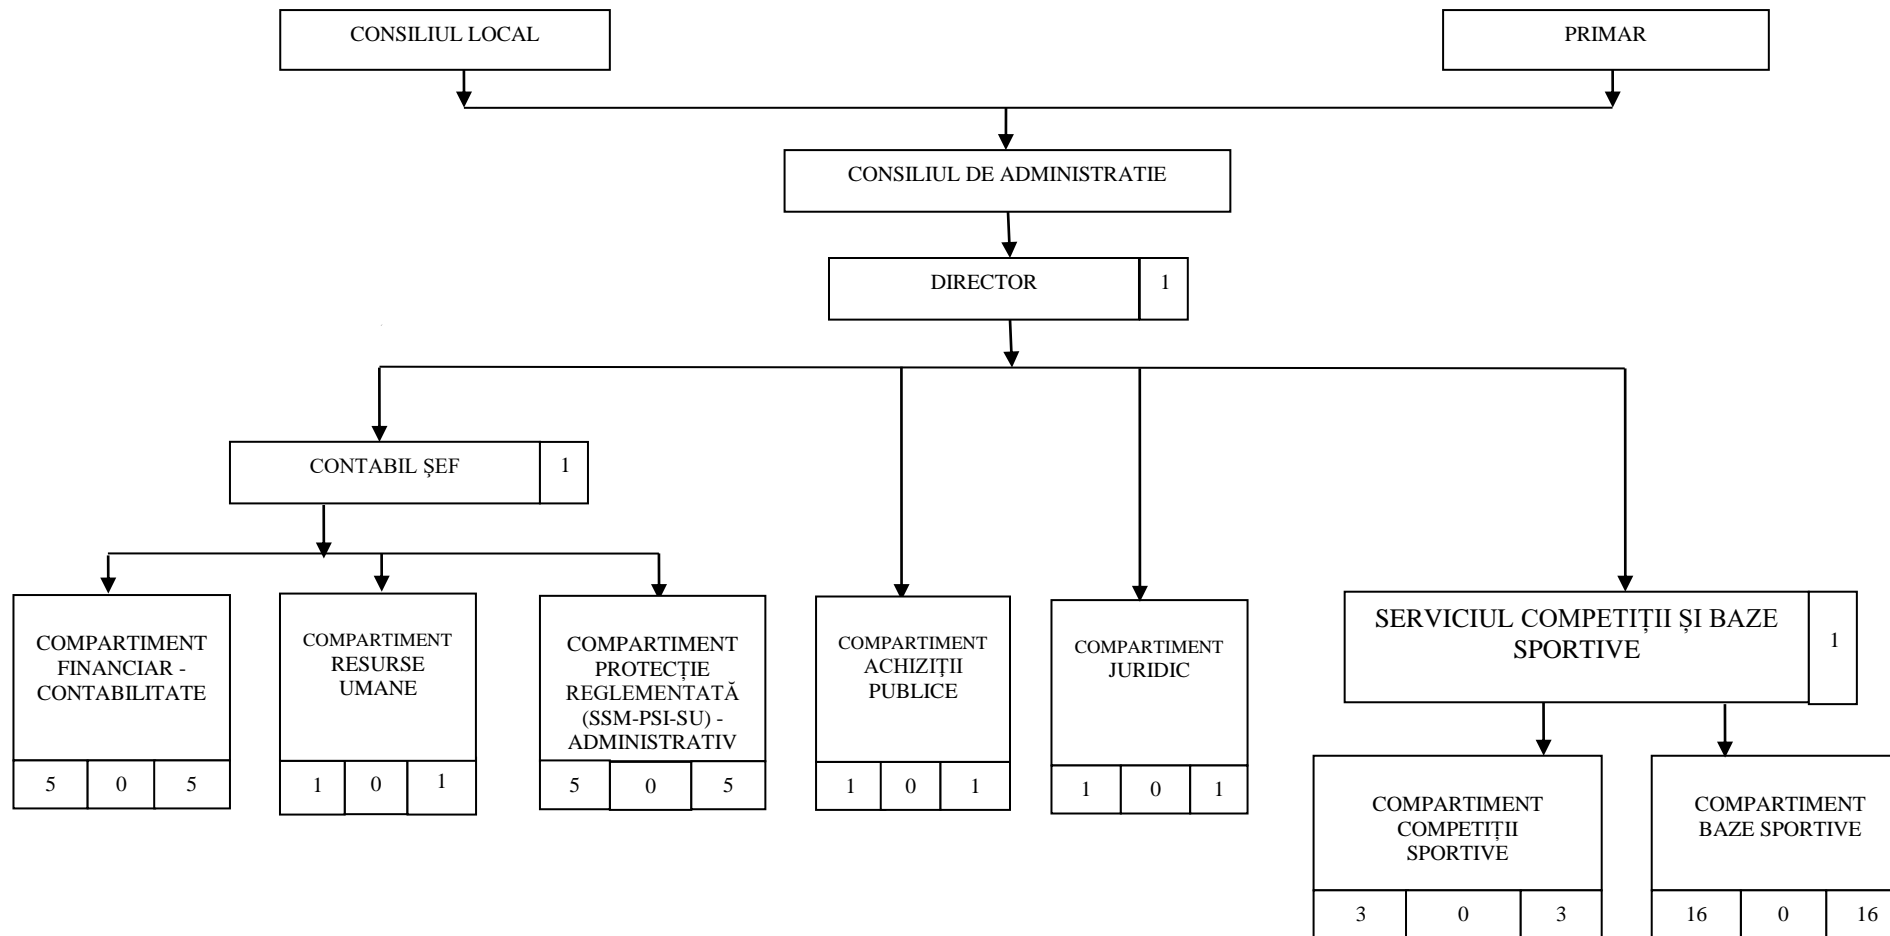 CONSILIUL LOCAL
PRIMAR
CONSILIUL DE ADMINISTRATIE
DIRECTOR
1
CONTABIL ŞEF
1
COMPARTIMENT
FINANCIAR -
CONTABILITATE
5 0 5
COMPARTIMENT
RESURSE
UMANE
1 0 1
COMPARTIMENT
PROTECȚIE
REGLEMENTATĂ
(SSM-PSI-SU) -
ADMINISTRATIV
5 0 5
COMPARTIMENT
ACHIZIŢII
PUBLICE
1 0 1
COMPARTIMENT
JURIDIC
1 0 1
SERVICIUL COMPETIȚII ȘI BAZE
SPORTIVE
1
COMPARTIMENT
COMPETIȚII
SPORTIVE
3 0 3
COMPARTIMENT
BAZE SPORTIVE
16 0 16